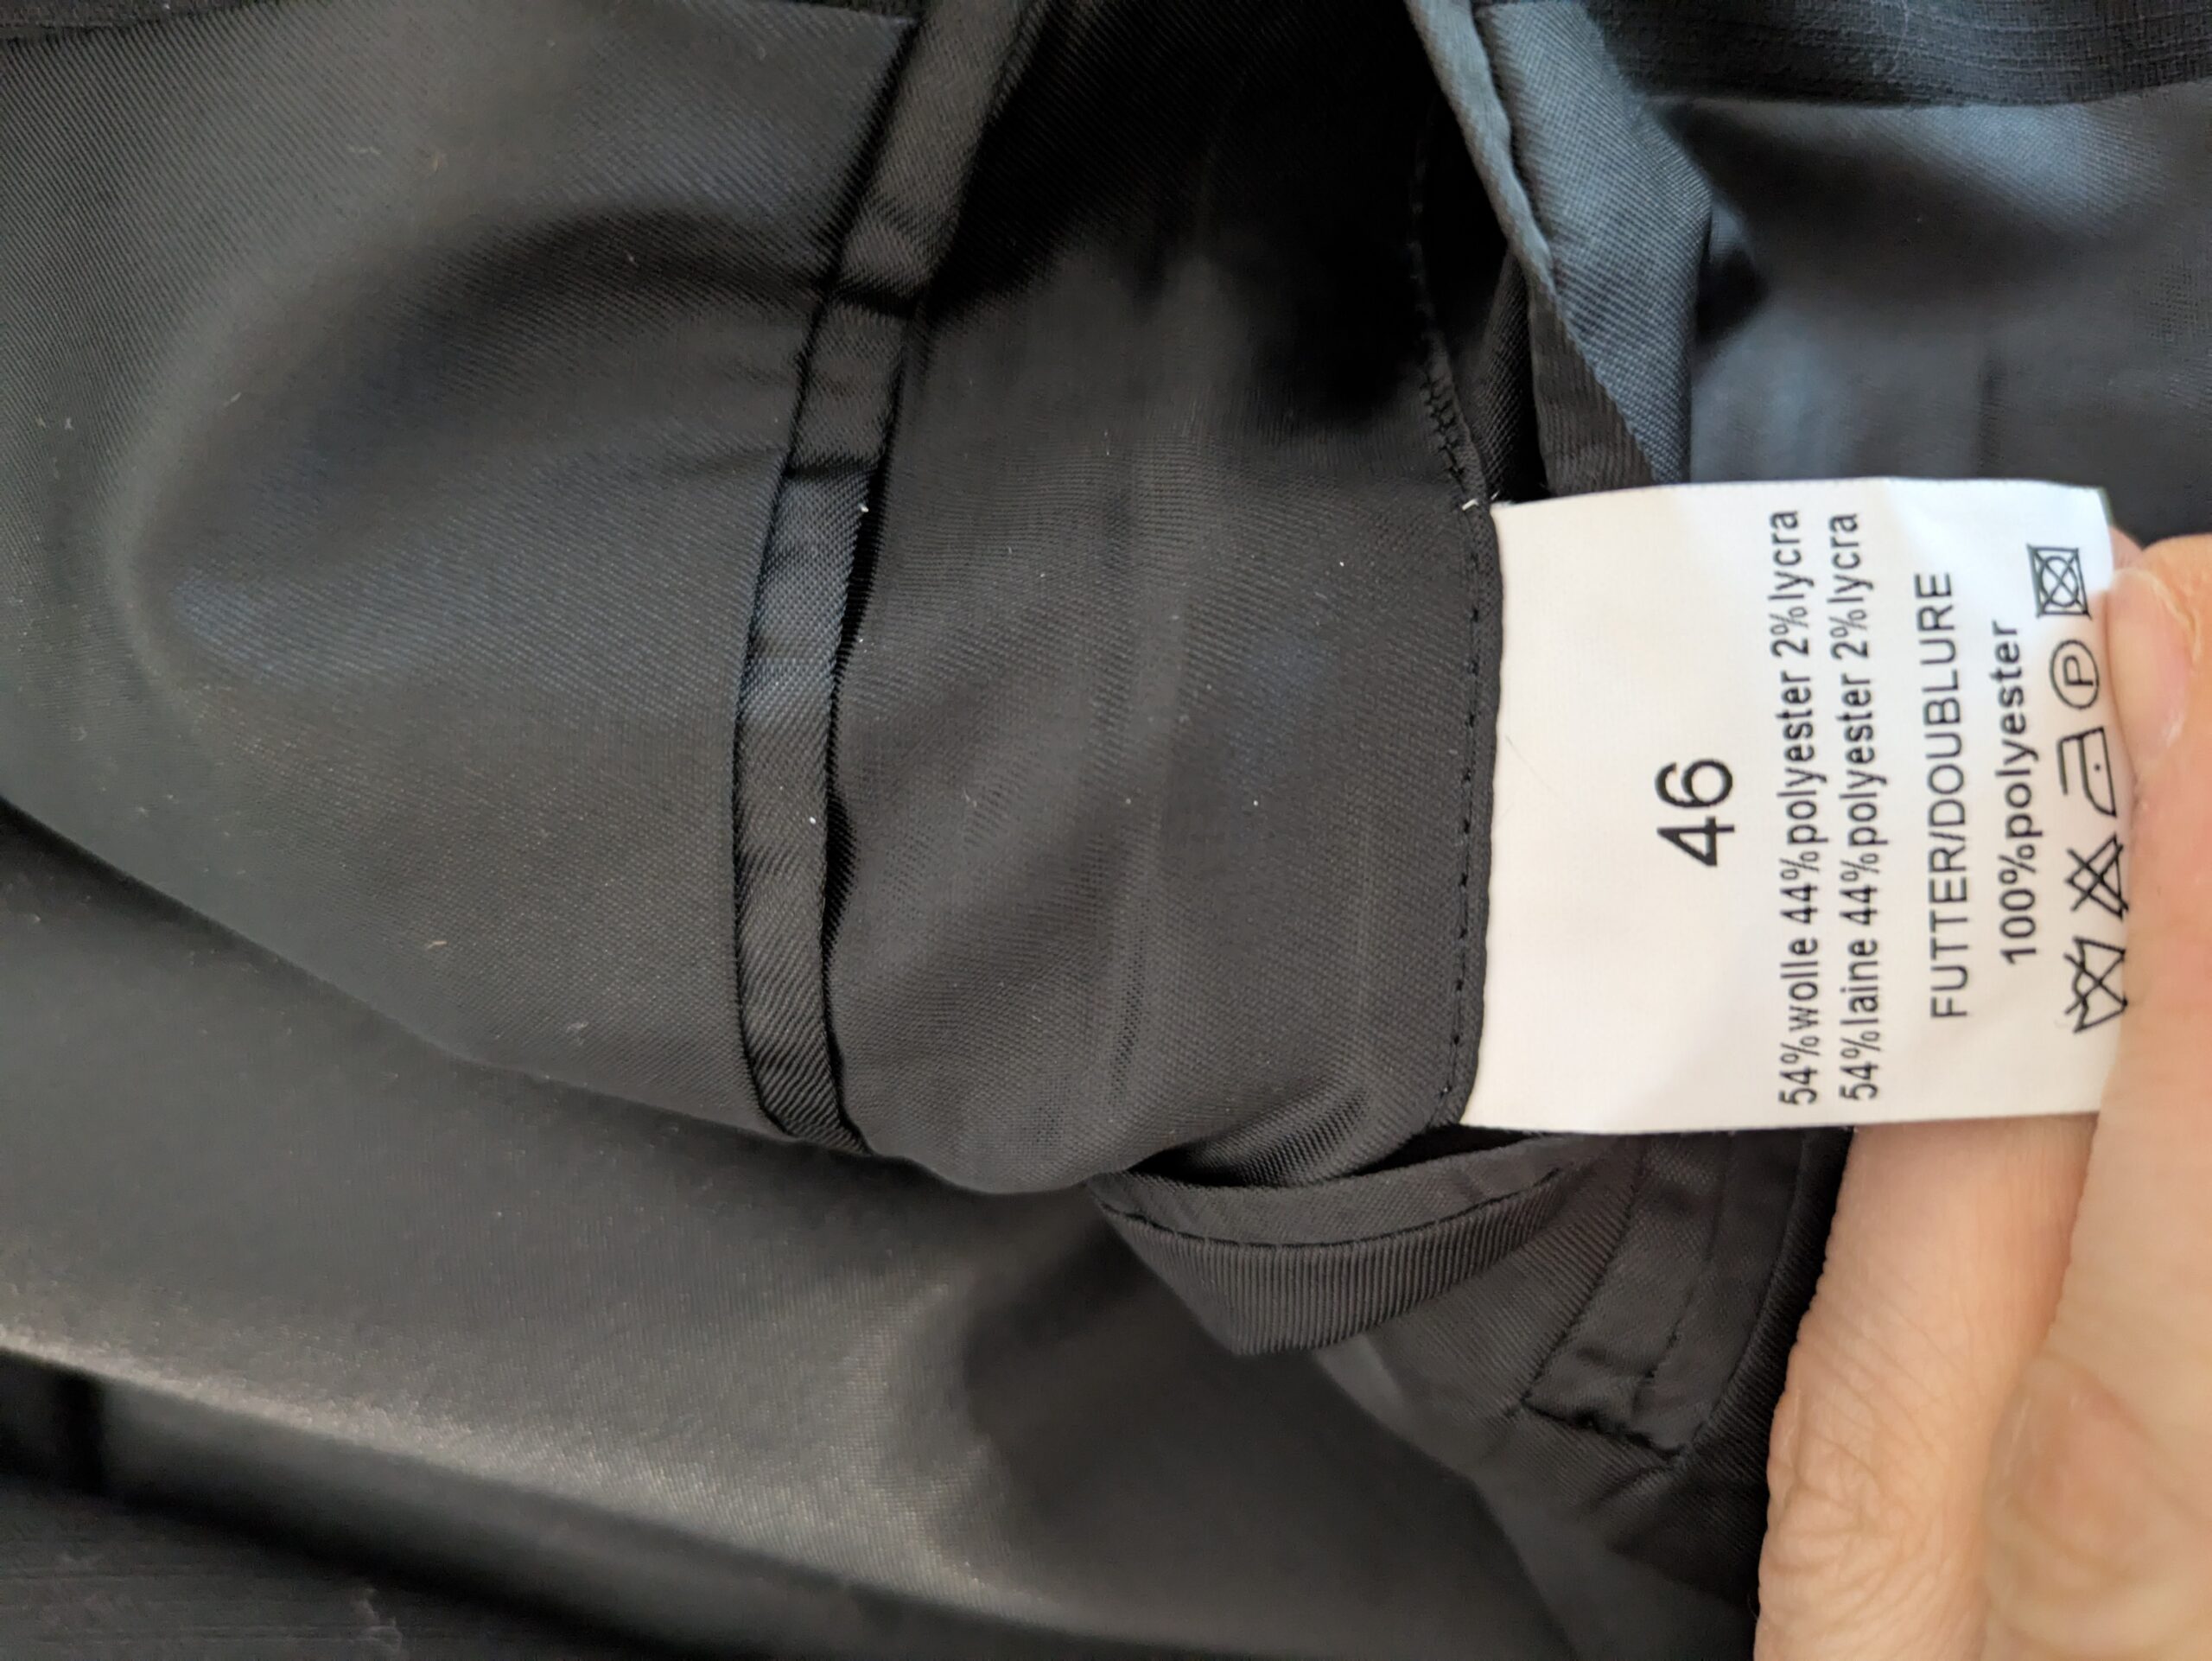 46
54%wolle 44%polyester 2%lycra
54%laine 44%polyester 2%lycra
FUTTER/DOUBLURE
100%polyester
P